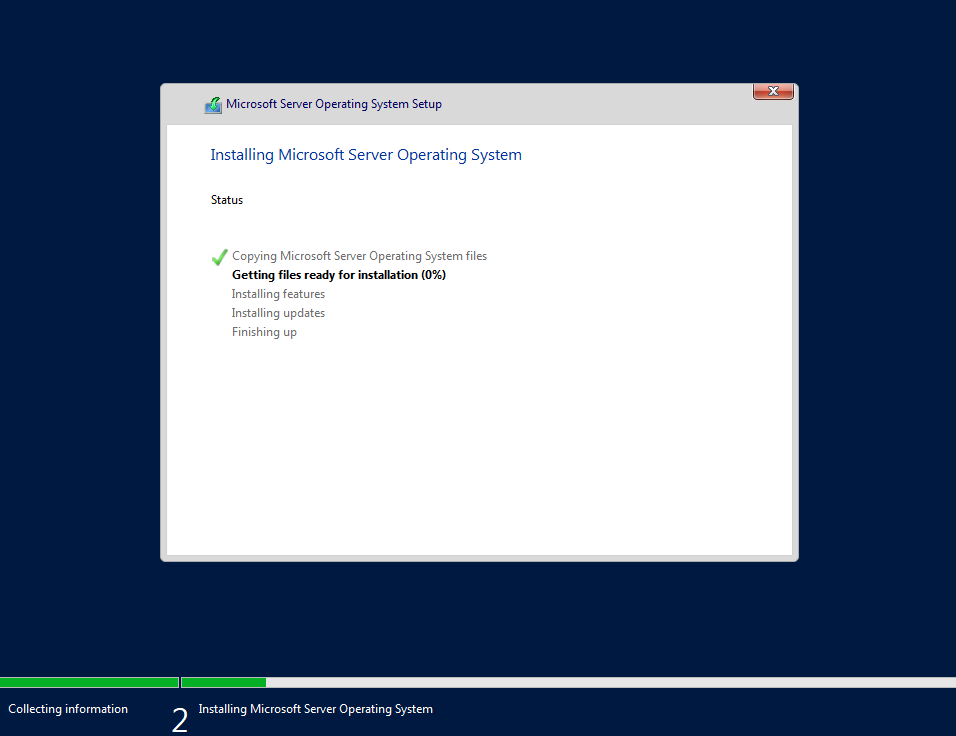 Microsoft Server Operating System Setup
Installing Microsoft Server Operating System
Status
Copying Microsoft Server Operating System files
Getting files ready for installation (0%)
Installing features
Installing updates
Finishing up
Collecting information
2 Installing Microsoft Server Operating System